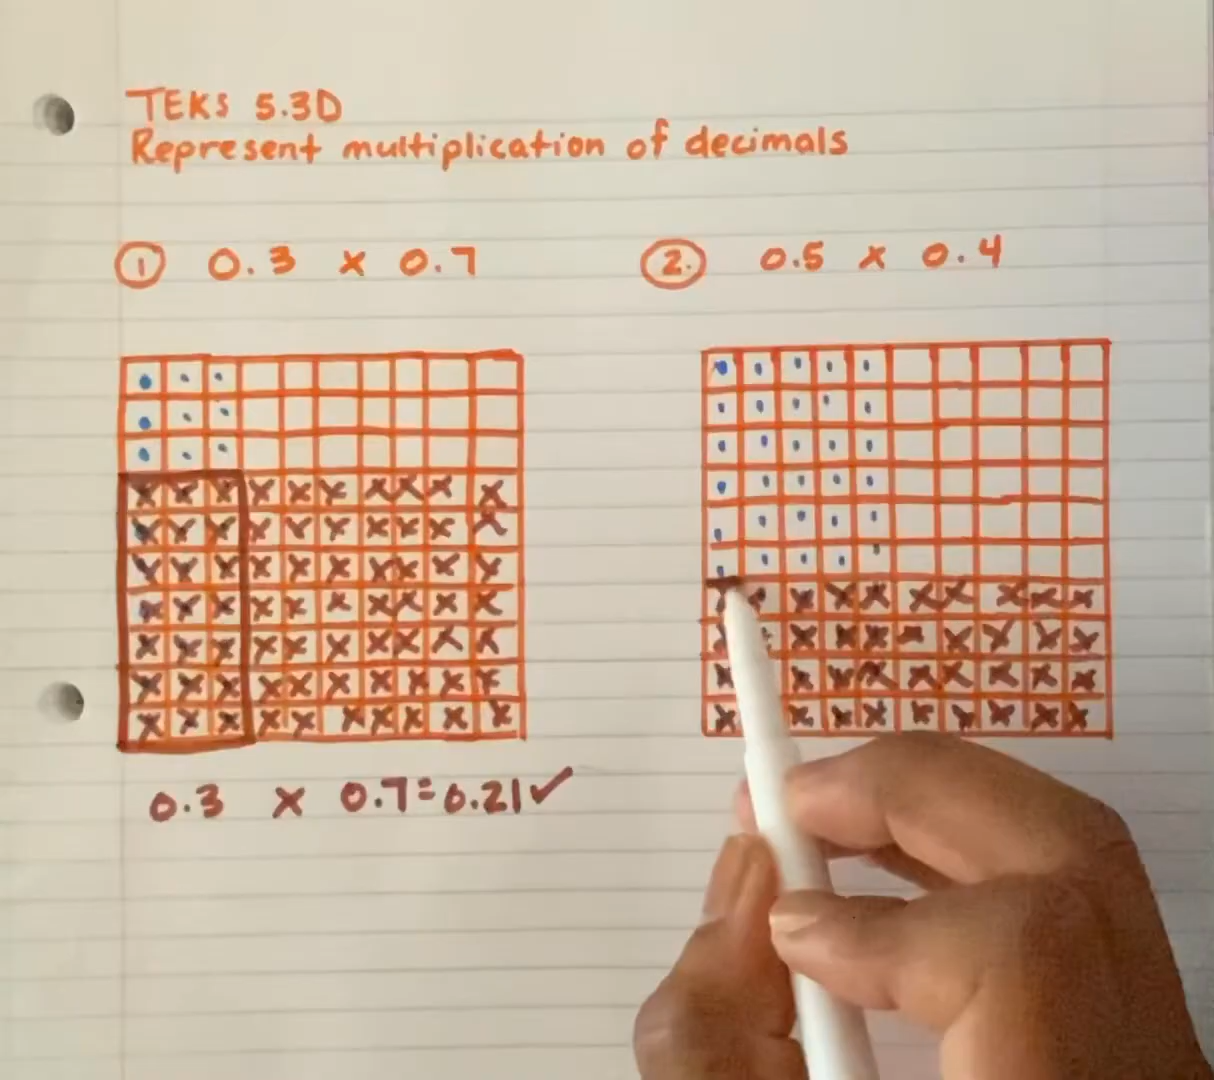 TEKS 5.3D
Represent multiplication of decimals
① 0.3 x 0.7
②. 0.5 x 0.4
0.3 x 0.7=0.21✓